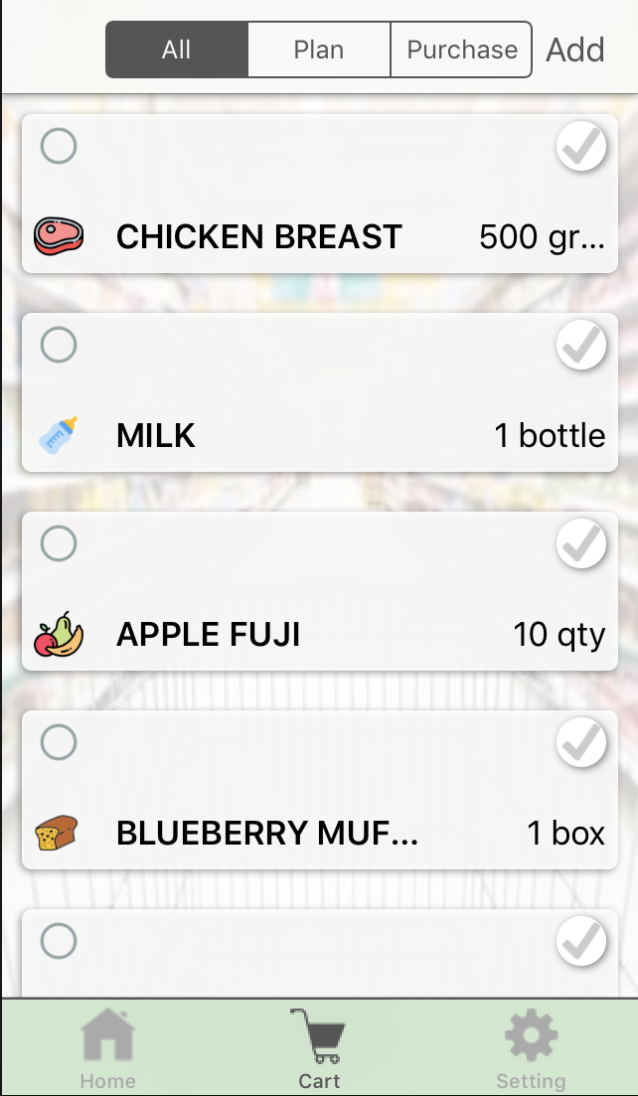 All Plan Purchase Add
CHICKEN BREAST 500 gr...
MILK 1 bottle
APPLE FUJI 10 qty
BLUEBERRY MUF... 1 box
Home Cart Setting